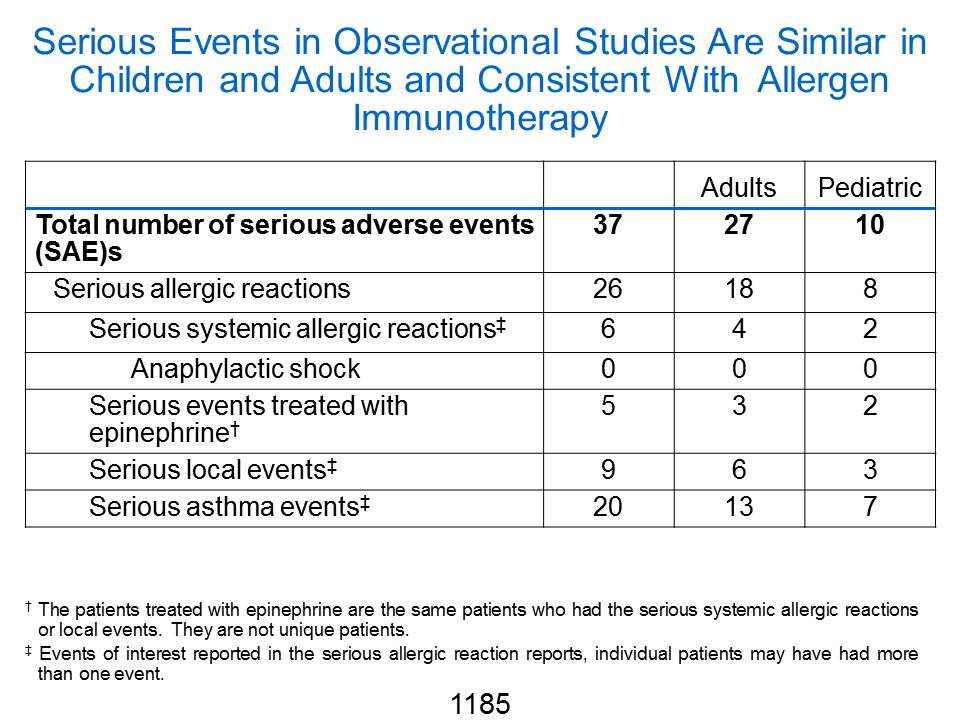 Serious Events in Observational Studies Are Similar in
Children and Adults and Consistent With Allergen
Immunotherapy
Adults Pediatric
Total number of serious adverse events 37 27 10
(SAE)s
Serious allergic reactions 26 18 8
Serious systemic allergic reactions‡ 6 4 2
Anaphylactic shock 0 0 0
Serious events treated with 5 3 2
epinephrine†
Serious local events‡ 9 6 3
Serious asthma events‡ 20 13 7
† The patients treated with epinephrine are the same patients who had the serious systemic allergic reactions
or local events. They are not unique patients.
‡ Events of interest reported in the serious allergic reaction reports, individual patients may have had more
than one event.
1185